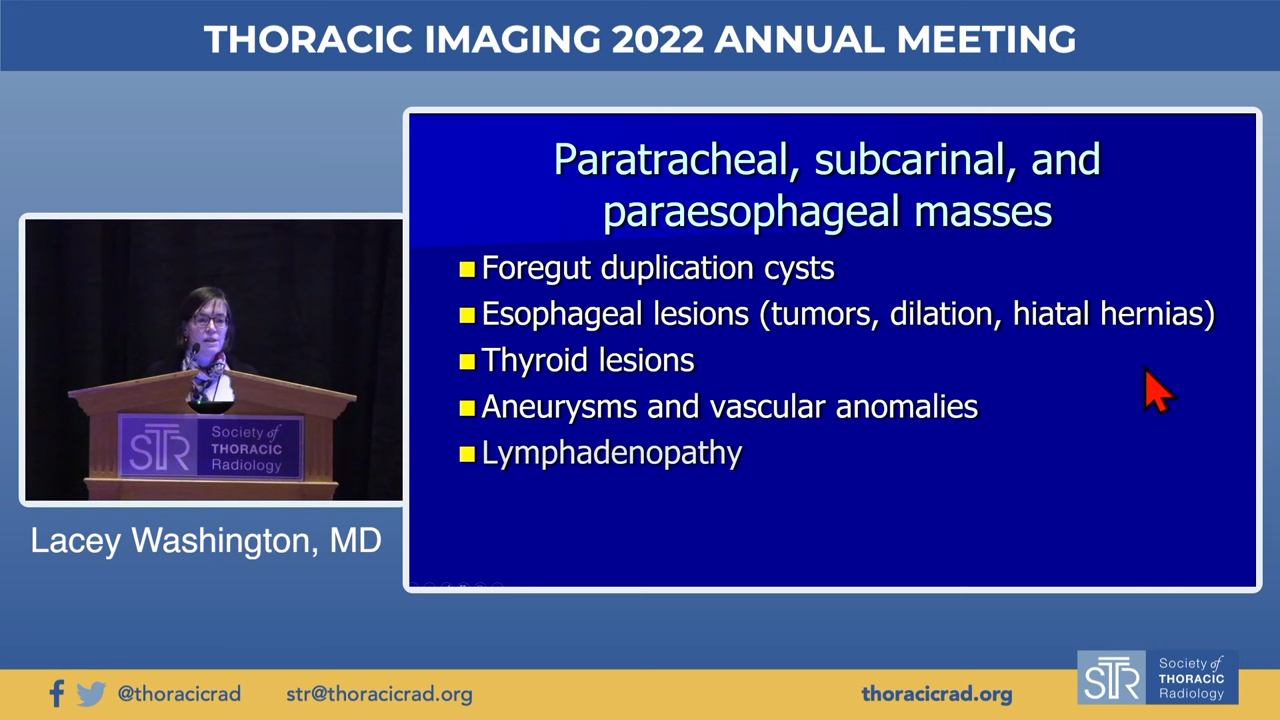 THORACIC IMAGING 2022 ANNUAL MEETING
Paratracheal, subcarinal, and
paraesophageal masses
Foregut duplication cysts
Esophageal lesions (tumors, dilation, hiatal hernias)
Thyroid lesions
Aneurysms and vascular anomalies
Lymphadenopathy
STR
Society of
THORACIC
Radiology
Lacey Washington, MD
@thoracicrad
str@thoracicrad.org
thoracicrad.org
STR
Society of
THORACIC
Radiology